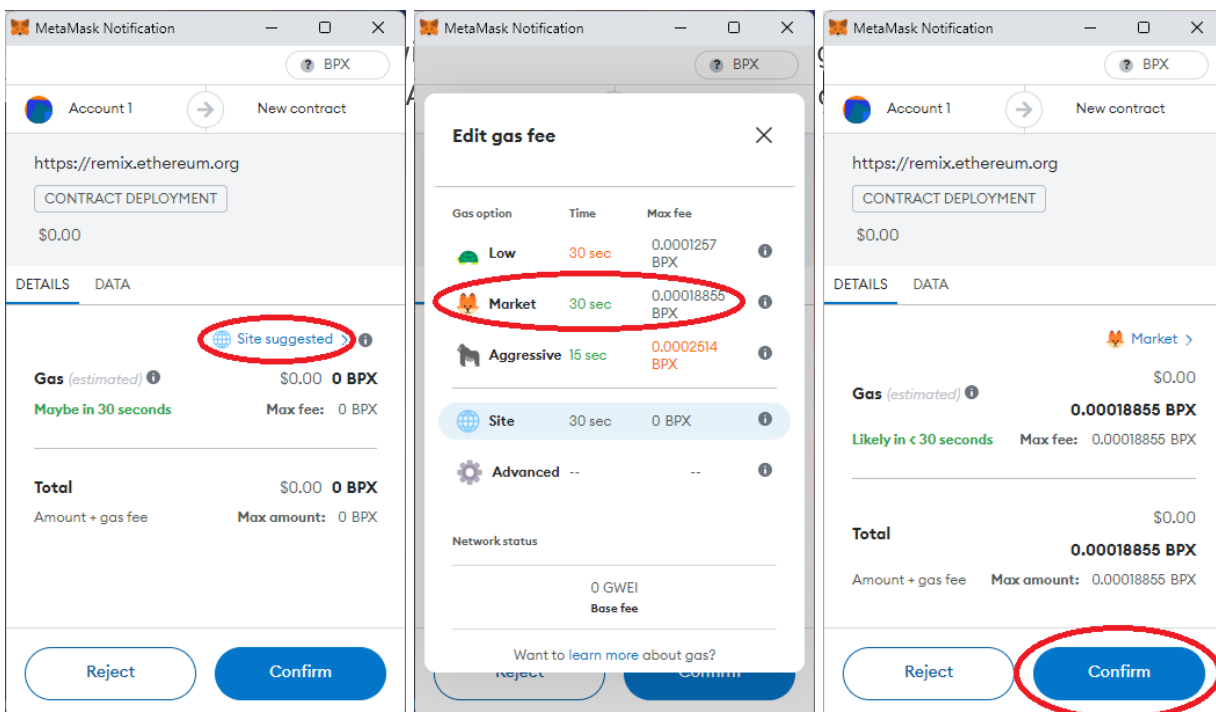 MetaMask Notification
BPX
Account 1
New contract
https://remix.ethereum.org
CONTRACT DEPLOYMENT
$0.00
DETAILS DATA
Site suggested >
Gas (estimated) $0.00 0 BPX
Maybe in 30 seconds Max fee: 0 BPX
Total $0.00 0 BPX
Amount + gas fee Max amount: 0 BPX
Reject Confirm
MetaMask Notification
BPX
Edit gas fee
Gas option Time Max fee
Low 30 sec 0.0001257
BPX
Market 30 sec 0.00018855
BPX
Aggressive 15 sec 0.0002514
BPX
Site 30 sec 0 BPX
Advanced -- --
Network status
0 GWEI
Base fee
Want to learn more about gas?
Reject Confirm
MetaMask Notification
BPX
Account 1
New contract
https://remix.ethereum.org
CONTRACT DEPLOYMENT
$0.00
DETAILS DATA
Market >
$0.00
Gas (estimated)
0.00018855 BPX
Likely in < 30 seconds Max fee: 0.00018855 BPX
$0.00
Total
0.00018855 BPX
Amount + gas fee Max amount: 0.00018855 BPX
Reject Confirm